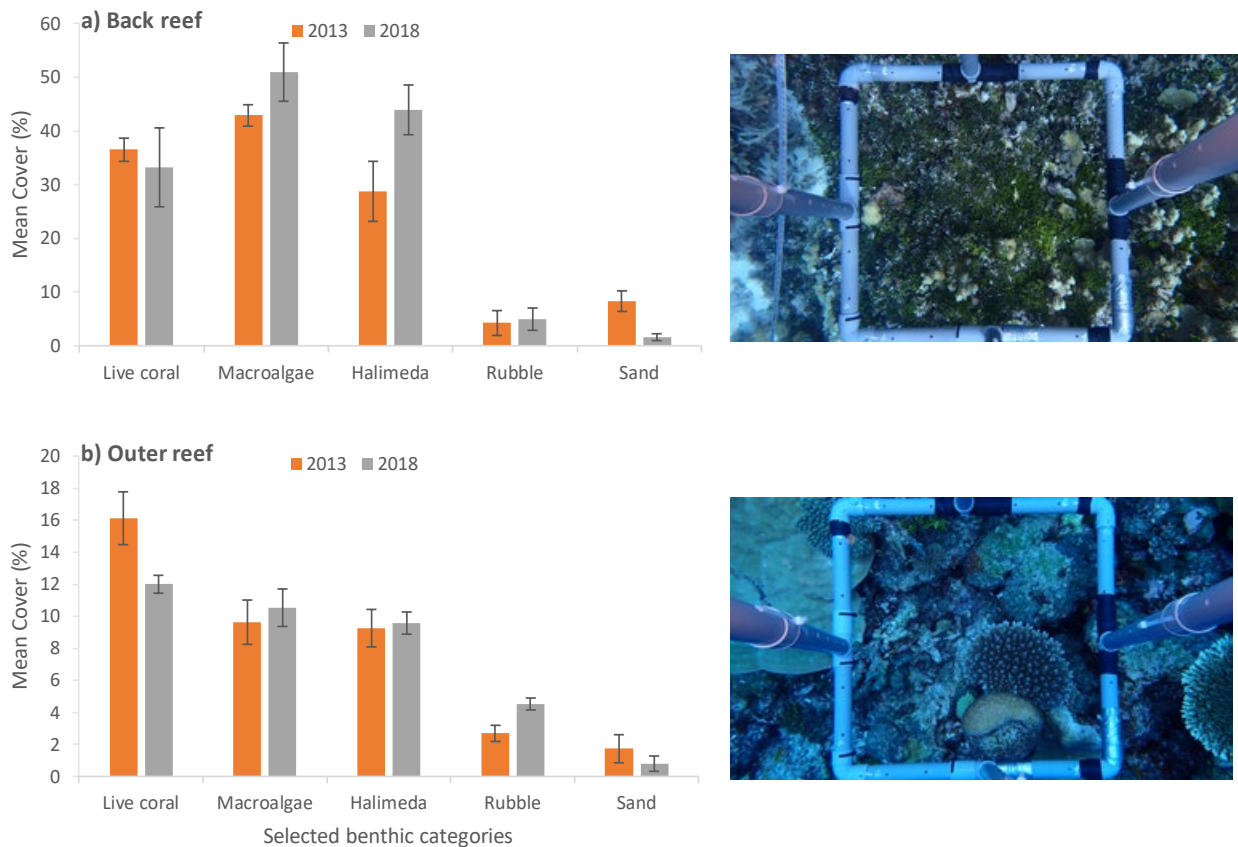 a) Back reef
2013 2018
60
50
40
30
20
10
0
Mean Cover (%)
Live coral Macroalgae Halimeda Rubble Sand
b) Outer reef
2013 2018
20
18
16
14
12
10
8
6
4
2
0
Mean Cover (%)
Live coral Macroalgae Halimeda Rubble Sand
Selected benthic categories